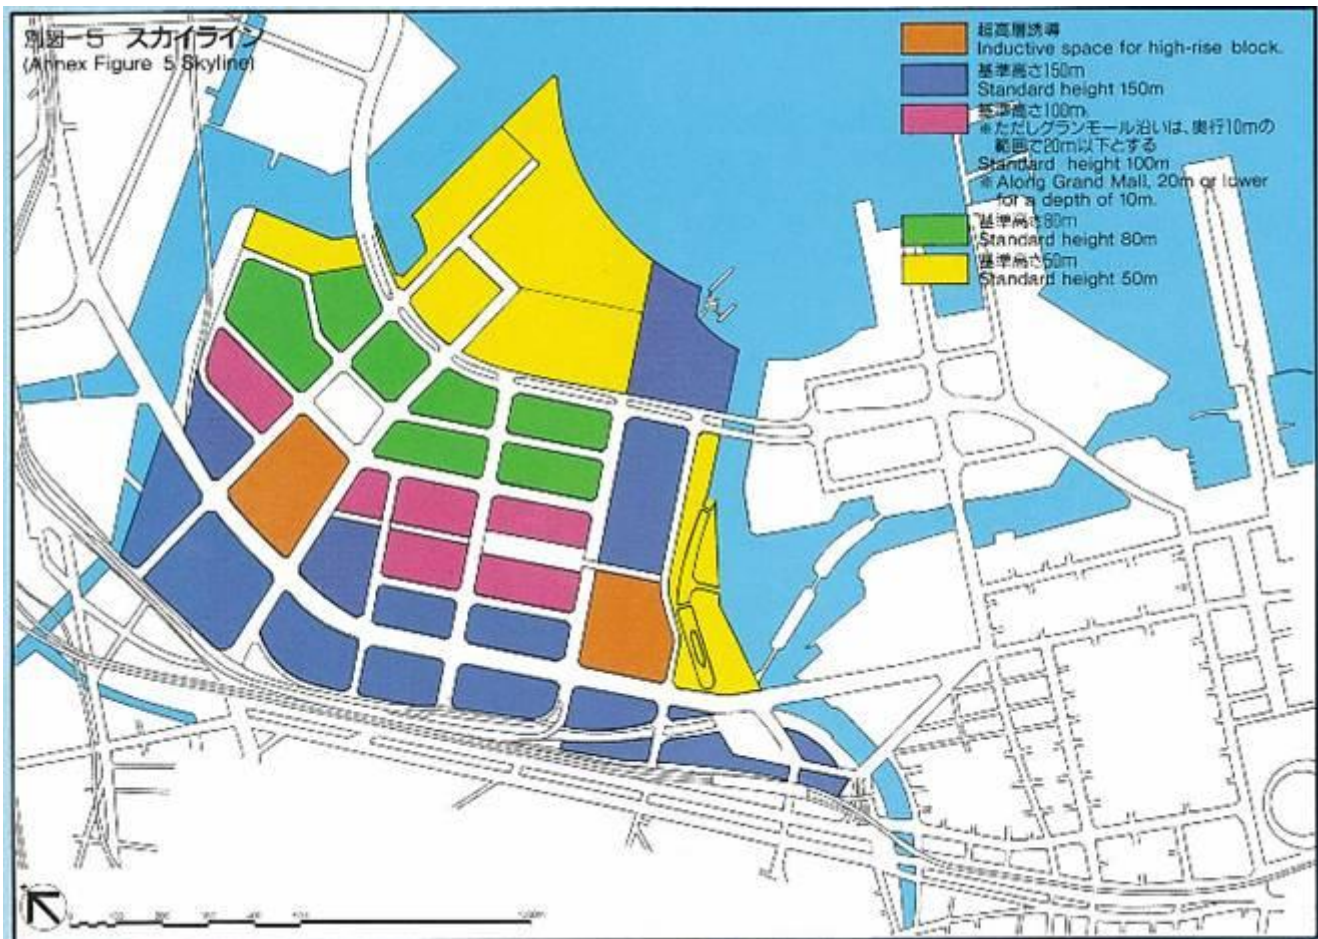 別図-5 スカイライン
(Annex Figure 5 Skyline)
超高層誘導
Inductive space for high-rise block.
基準高さ150m
Standard height 150m
基準高さ100m
※ただしグランモール沿いは、奥行10mの
範囲で20m以下とする
Standard height 100m
※Along Grand Mall, 20m or lower
for a depth of 10m.
基準高さ80m
Standard height 80m
基準高さ50m
Standard height 50m